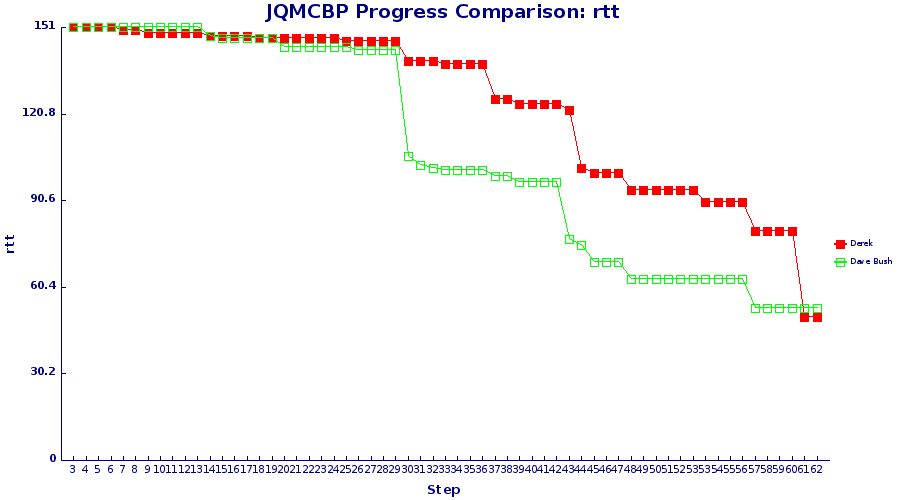 JQMCBP Progress Comparison: rtt
151
120.8
90.6
60.4
30.2
0
rtt
3 4 5 6 7 8 9 10 11 12 13 14 15 16 17 18 19 20 21 22 23 24 25 26 27 28 29 30 31 32 33 34 35 36 37 38 39 40 41 42 43 44 45 46 47 48 49 50 51 52 53 53 54 55 56 57 58 59 60 61 62
Step
Derek
Dave Bush